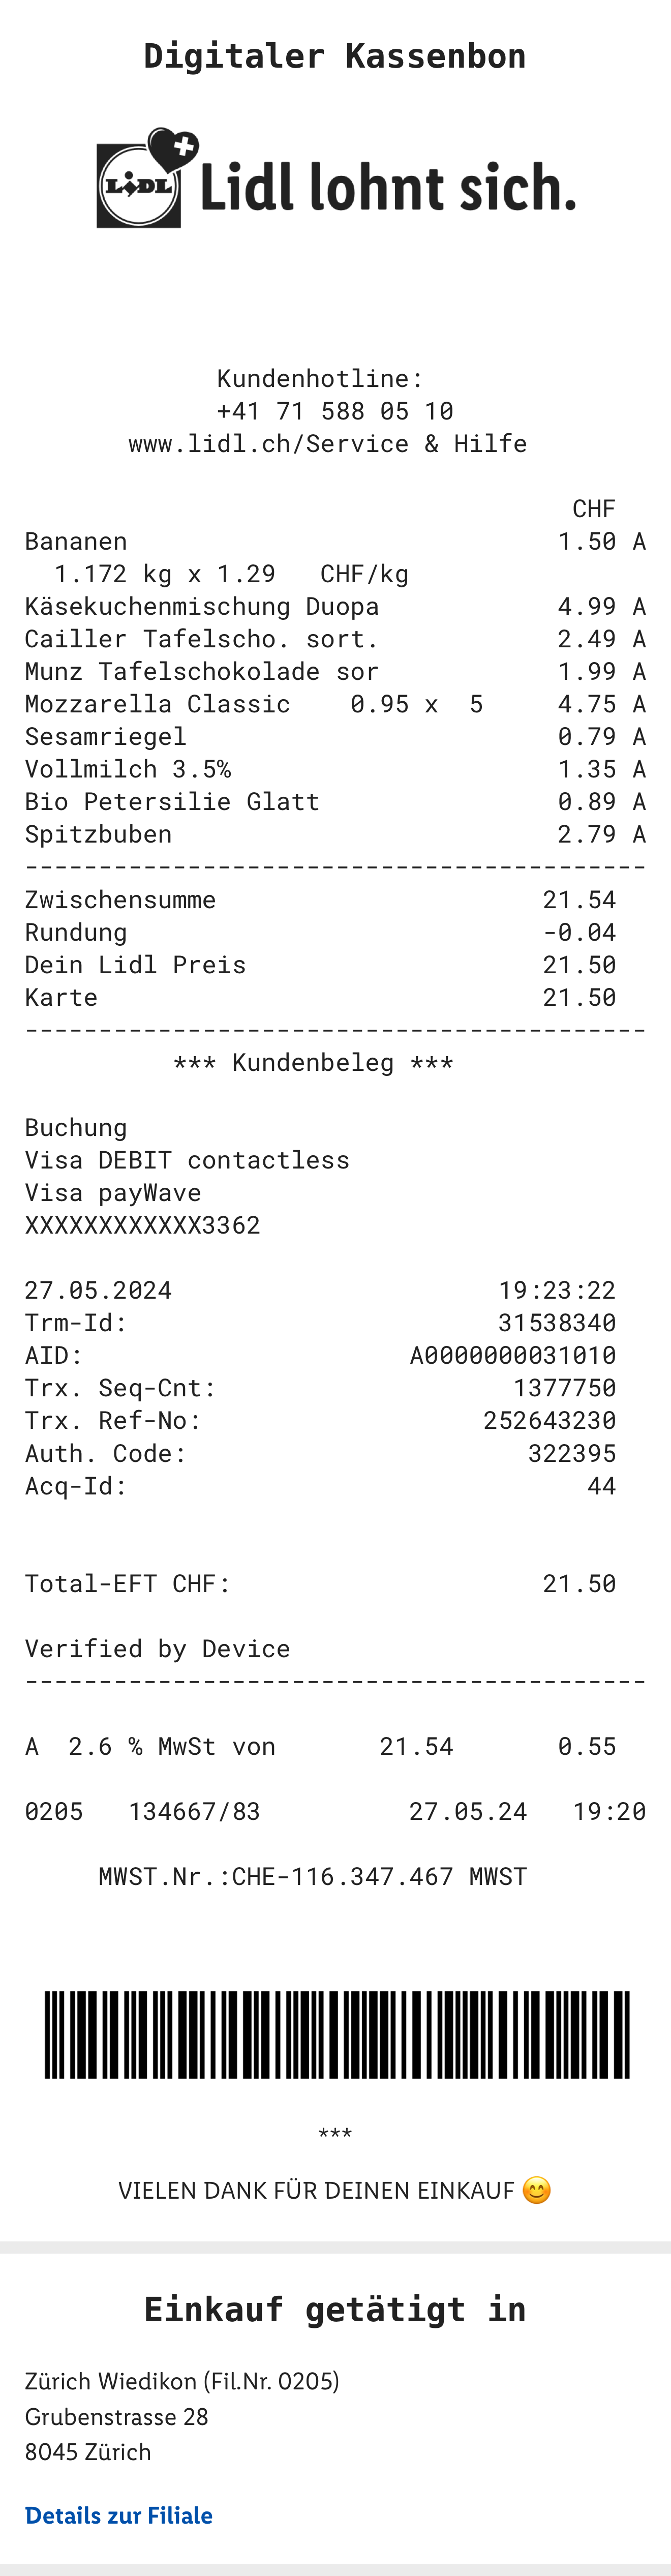 Digitaler Kassenbon
LIDL Lidl lohnt sich.
Kundenhotline:
+41 71 588 05 10
www.lidl.ch/Service & Hilfe
CHF
Bananen 1.50 A
1.172 kg x 1.29 CHF/kg
Käsekuchenmischung Duopa 4.99 A
Cailler Tafelscho. sort. 2.49 A
Munz Tafelschokolade sor 1.99 A
Mozzarella Classic 0.95 x 5 4.75 A
Sesamriegel 0.79 A
Vollmilch 3.5% 1.35 A
Bio Petersilie Glatt 0.89 A
Spitzbuben 2.79 A
------------------------------------------
Zwischensumme 21.54
Rundung -0.04
Dein Lidl Preis 21.50
Karte 21.50
------------------------------------------
*** Kundenbeleg ***
Buchung
Visa DEBIT contactless
Visa payWave
XXXXXXXXXXXX3362
27.05.2024 19:23:22
Trm-Id: 31538340
AID: A0000000031010
Trx. Seq-Cnt: 1377750
Trx. Ref-No: 252643230
Auth. Code: 322395
Acq-Id: 44
Total-EFT CHF: 21.50
Verified by Device
------------------------------------------
A 2.6 % MwSt von 21.54 0.55
0205 134667/83 27.05.24 19:20
MWST.Nr.:CHE-116.347.467 MWST
***
VIELEN DANK FÜR DEINEN EINKAUF 😊
Einkauf getätigt in
Zürich Wiedikon (Fil.Nr. 0205)
Grubenstrasse 28
8045 Zürich
Details zur Filiale